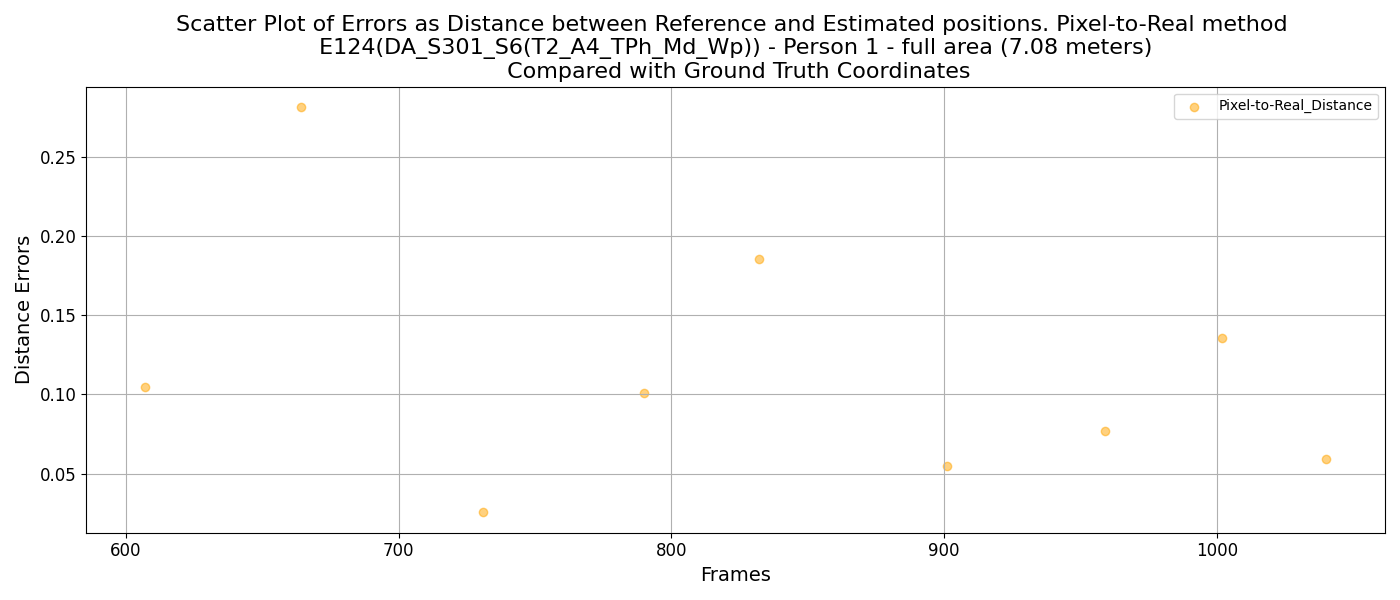 Scatter Plot of Errors as Distance between Reference and Estimated positions. Pixel-to-Real method
E124(DA_S301_S6(T2_A4_TPh_Md_Wp)) - Person 1 - full area (7.08 meters)
Compared with Ground Truth Coordinates
Pixel-to-Real_Distance
Distance Errors
0.25
0.20
0.15
0.10
0.05
600 700 800 900 1000
Frames